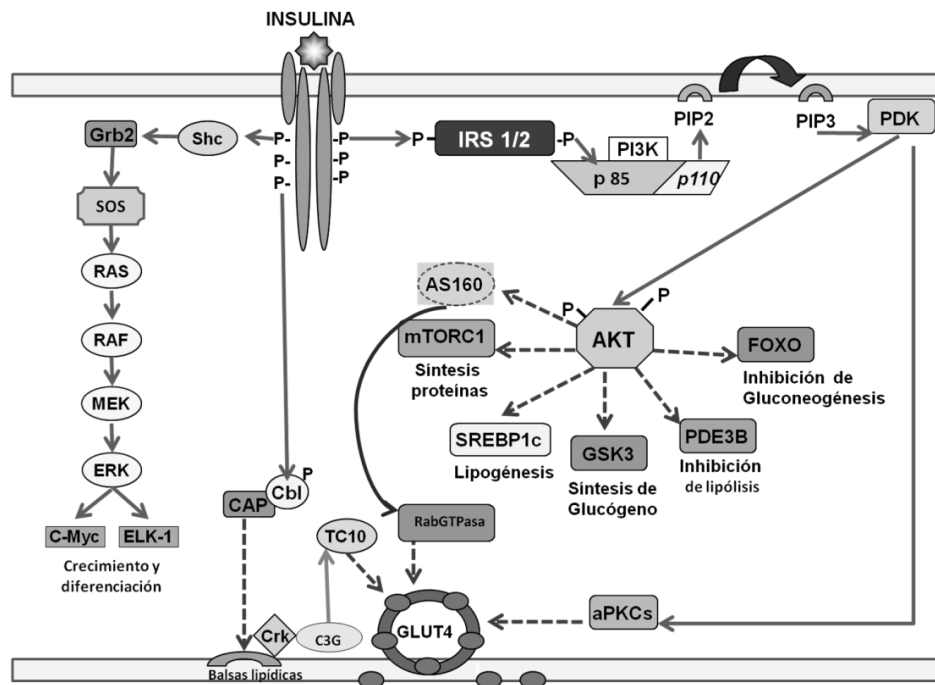 INSULINA
Grb2
Shc
P-
P-
P-
-P
-P
-P
P-
IRS 1/2
-P
PI3K
p 85
p110
PIP2
PIP3
PDK
SOS
RAS
RAF
MEK
ERK
C-Myc
ELK-1
Crecimiento y
diferenciación
AS160
P
P
AKT
mTORC1
Síntesis
proteínas
FOXO
Inhibición de
Gluconeogénesis
SREBP1c
Lipogénesis
GSK3
Síntesis de
Glucógeno
PDE3B
Inhibición
de lipólisis
P
Cbl
CAP
TC10
RabGTPasa
Crk
C3G
GLUT4
aPKCs
Balsas lipídicas